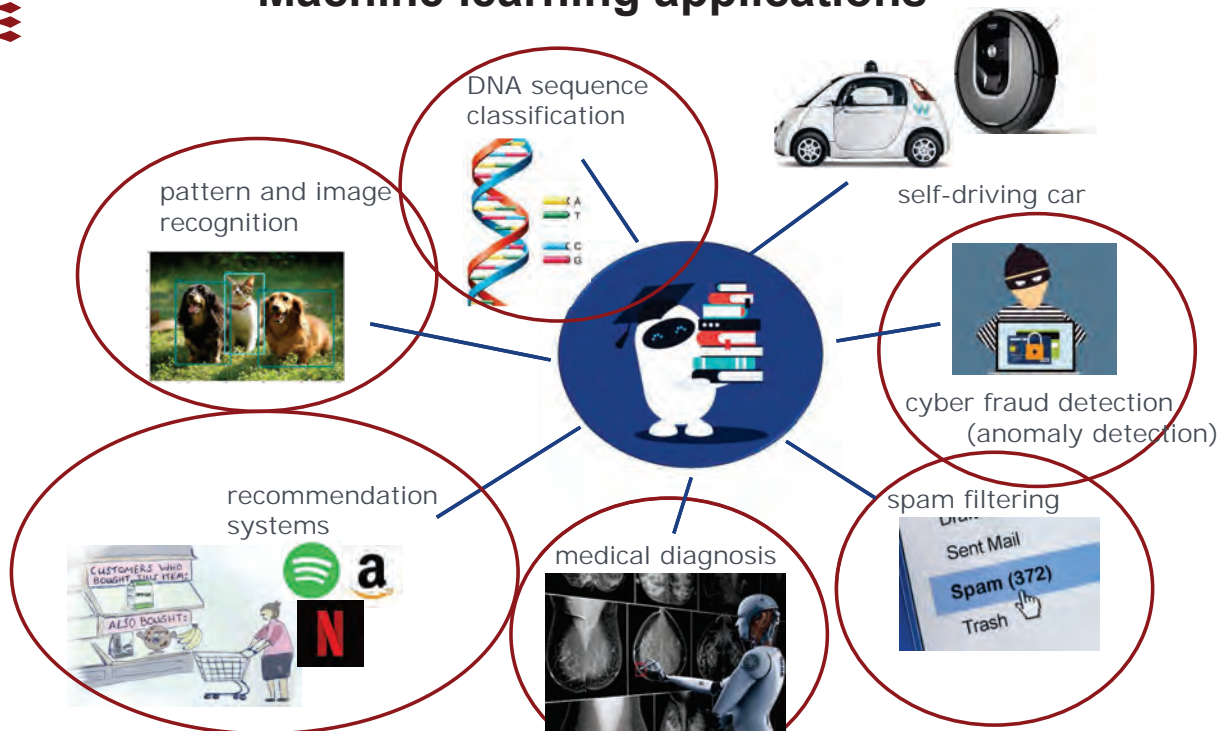 Machine learning applications
DNA sequence
classification
A
T
C
G
pattern and image
recognition
self-driving car
cyber fraud detection
(anomaly detection)
recommendation
systems
CUSTOMERS WHO
BOUGHT THIS ITEM:
ALSO BOUGHT:
a
N
medical diagnosis
spam filtering
Sent Mail
Spam (372)
Trash